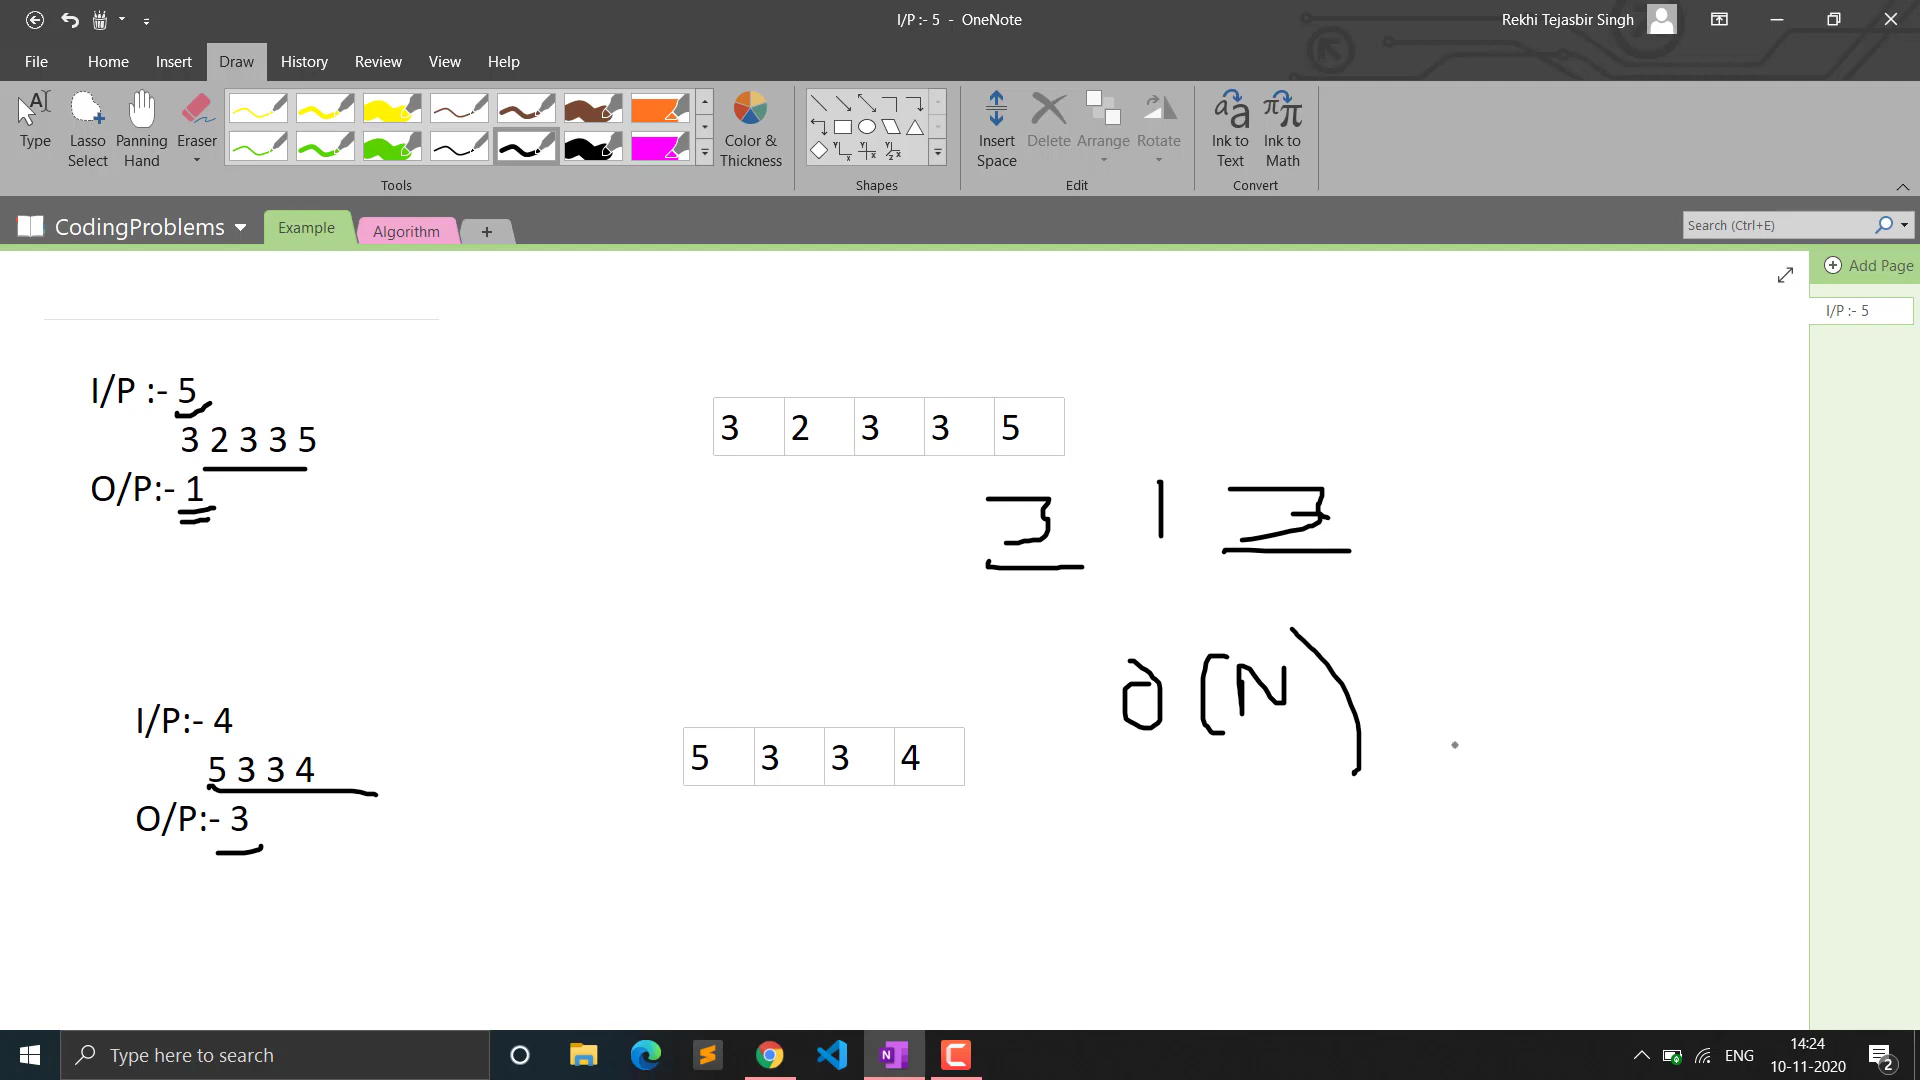 I/P :- 5 - OneNote
Rekhi Tejasbir Singh
File Home Insert Draw History Review View Help
Type
Lasso Select
Panning Hand
Eraser
Color & Thickness
Insert Space
Delete
Arrange
Rotate
Ink to Text
Ink to Math
Tools
Shapes
Edit
Convert
CodingProblems
Example
Algorithm
Search (Ctrl+E)
Add Page
I/P :- 5
I/P :- 5
3 2 3 3 5
O/P:- 1
3 2 3 3 5
3 1 3
O(N)
I/P:- 4
5 3 3 4
O/P:- 3
5 3 3 4
Type here to search
ENG
14:24
10-11-2020
2